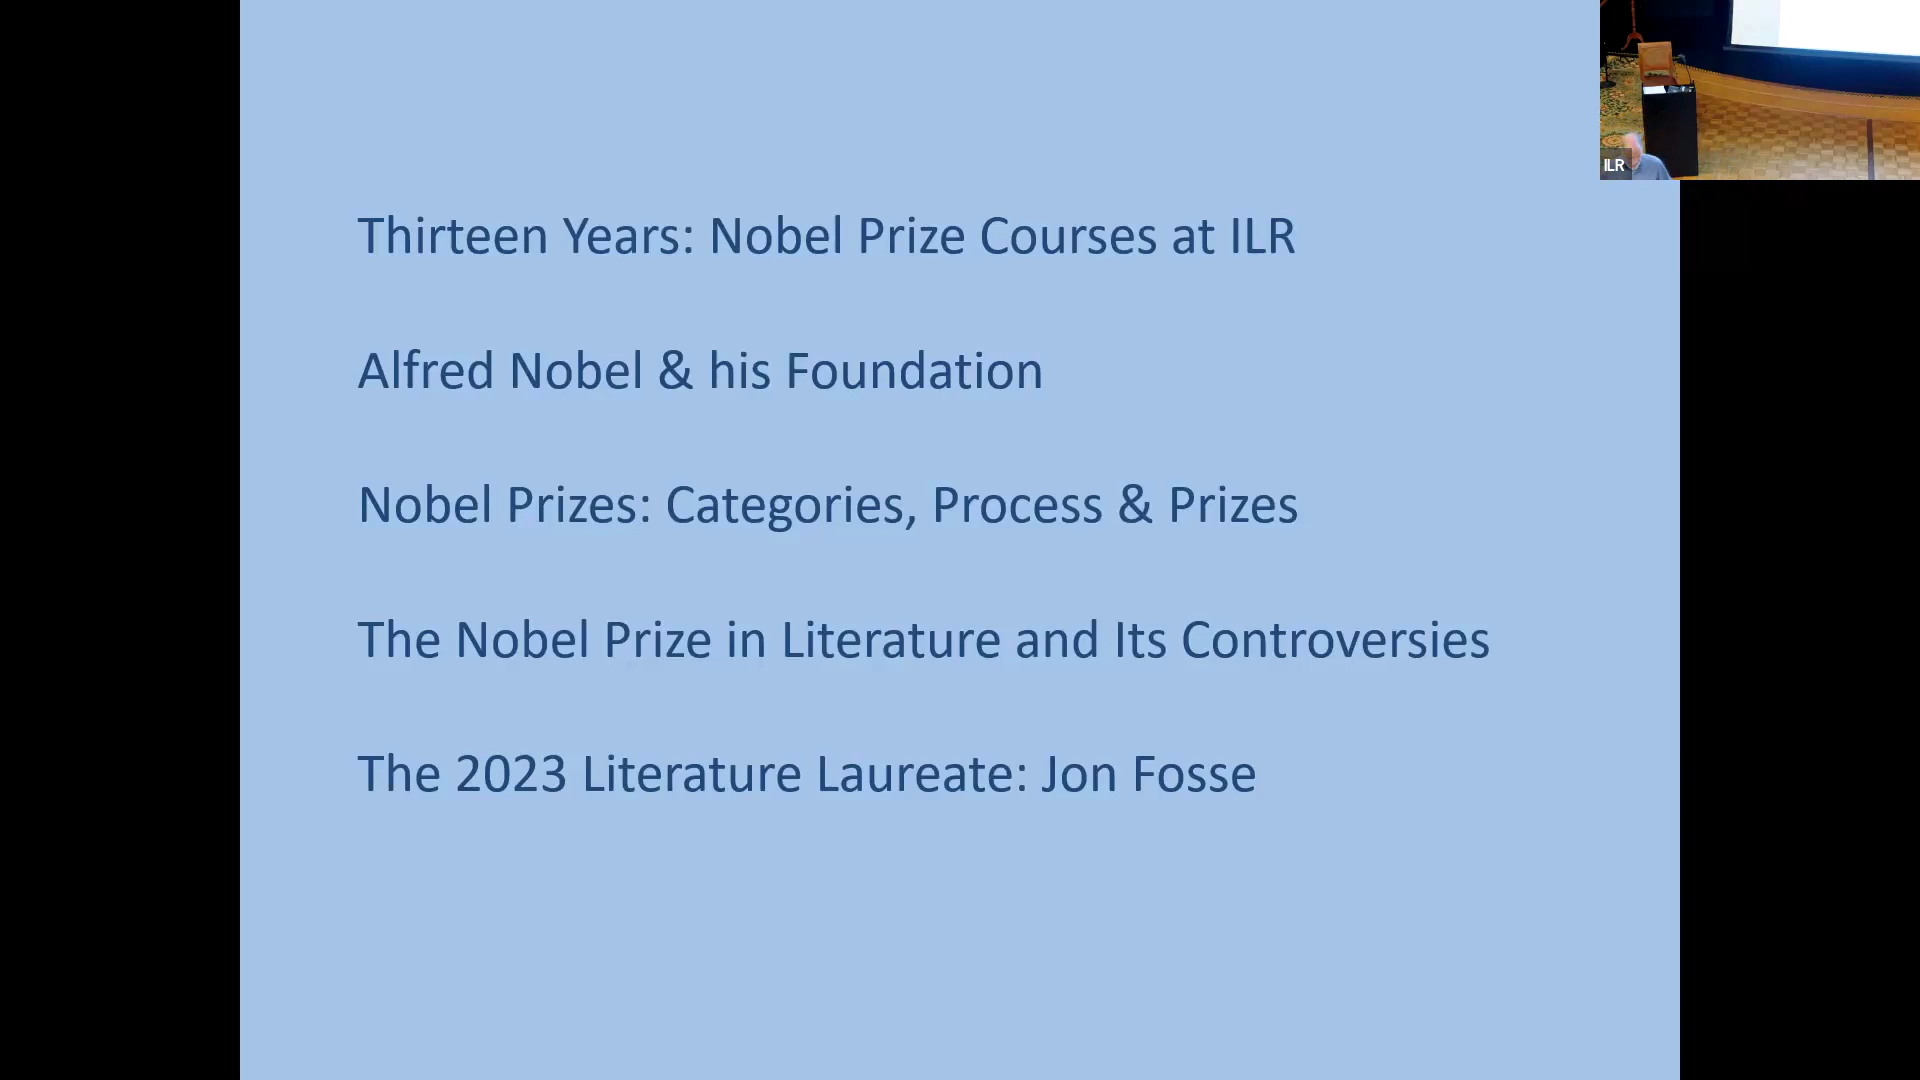 Thirteen Years: Nobel Prize Courses at ILR
Alfred Nobel & his Foundation
Nobel Prizes: Categories, Process & Prizes
The Nobel Prize in Literature and Its Controversies
The 2023 Literature Laureate: Jon Fosse
ILR